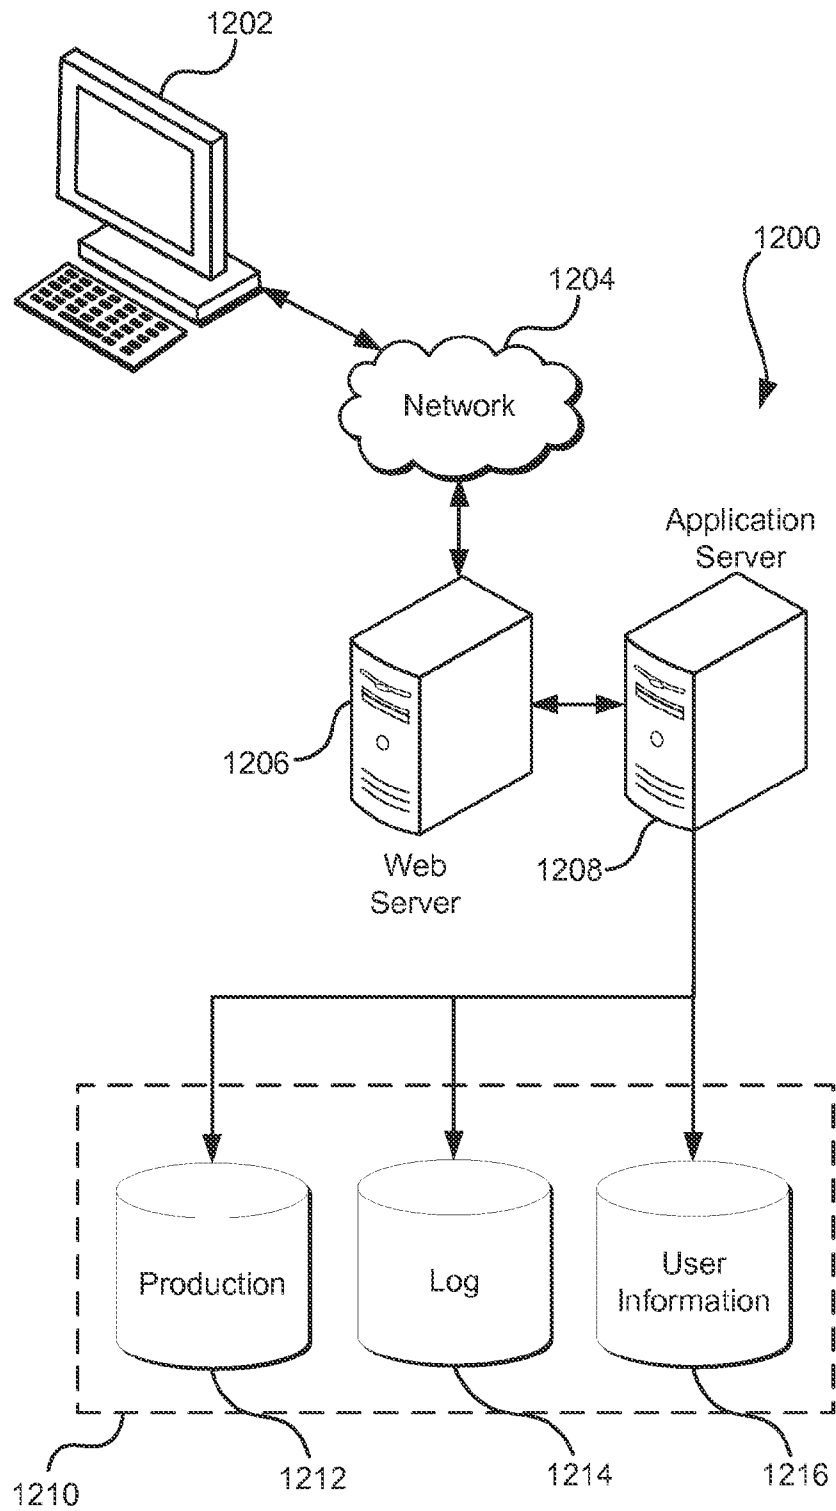 1202
1200
1204
Network
Application
Server
1206
1208
Web
Server
Production
Log
User
Information
1210
1212
1214
1216